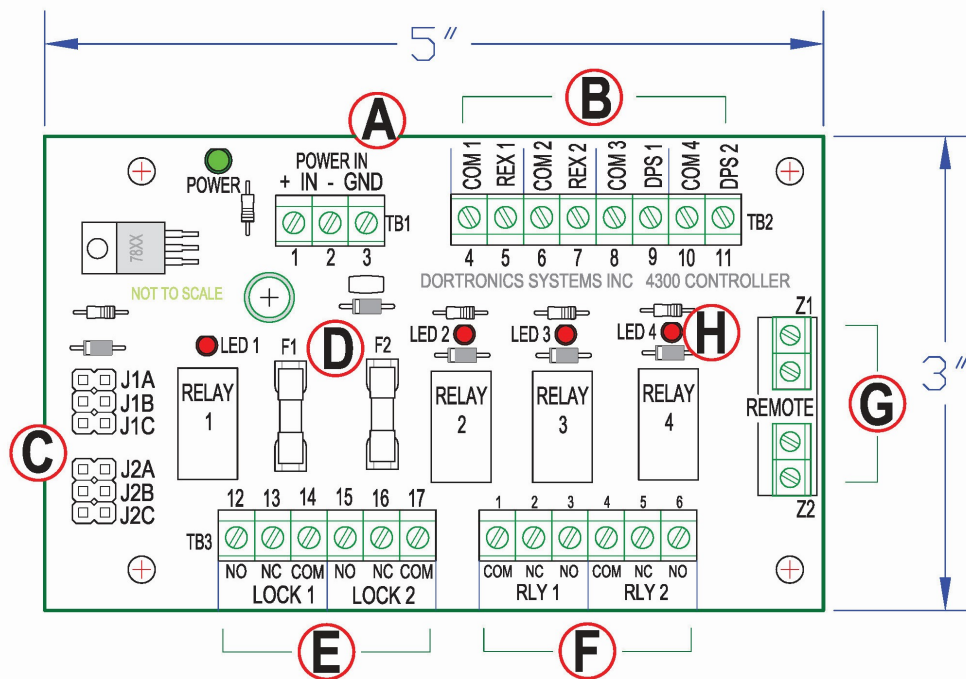 5"
A
B
POWER
POWER IN
+ IN - GND
TB1
1 2 3
COM 1 REX 1 COM 2 REX 2 COM 3 DPS 1 COM 4 DPS 2
TB2
4 5 6 7 8 9 10 11
78XX
DORTRONICS SYSTEMS INC 4300 CONTROLLER
NOT TO SCALE
LED 1
F1
D
F2
LED 2
LED 3
LED 4
H
Z1
REMOTE
Z2
G
3"
J1A
J1B
J1C
C
J2A
J2B
J2C
RELAY 
1
RELAY
2
RELAY
3
RELAY
4
12 13 14 15 16 17
TB3
NO NC COM NO NC COM
LOCK 1 LOCK 2
1 2 3 4 5 6
COM NC NO COM NC NO
RLY 1 RLY 2
E
F